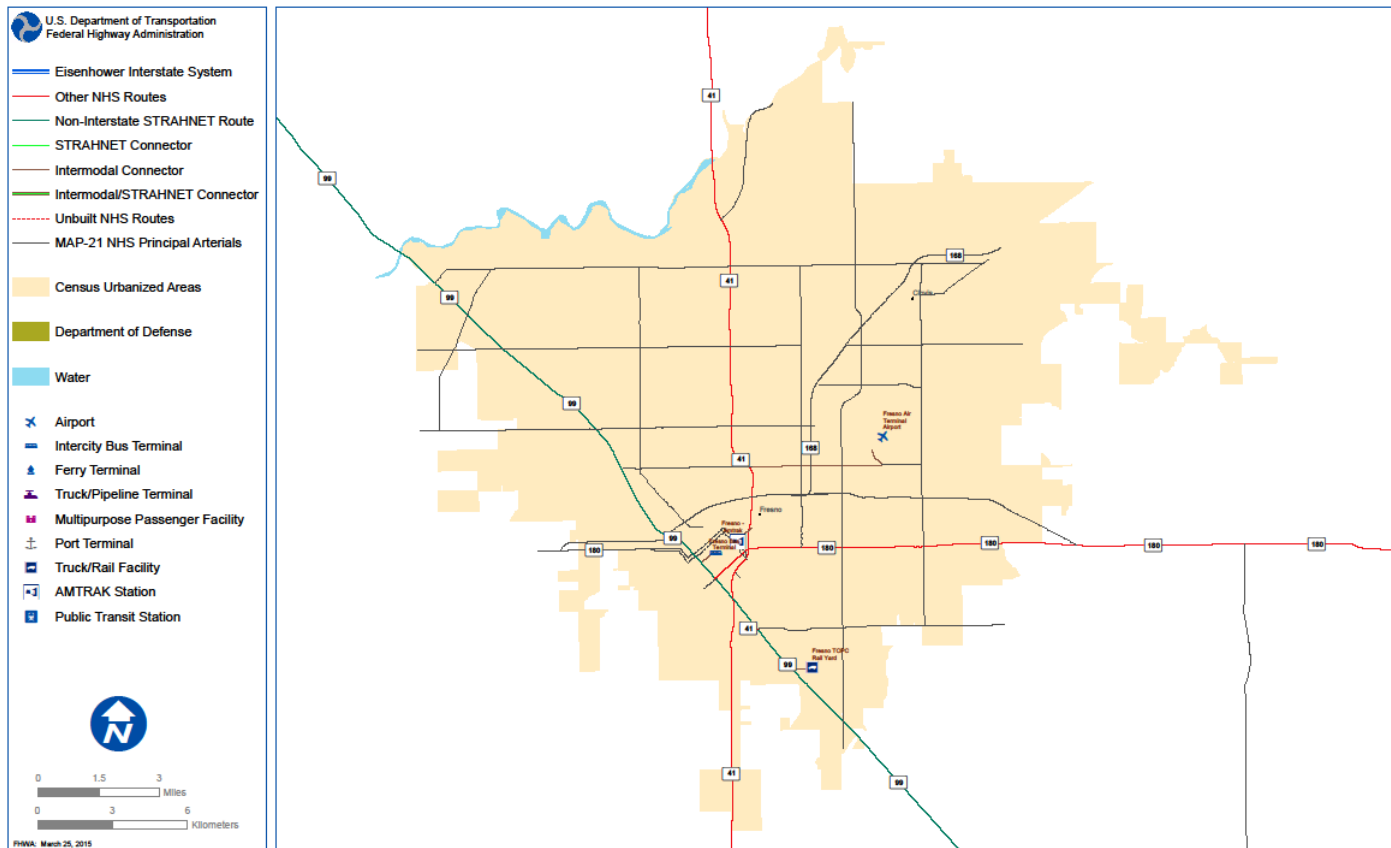 U.S. Department of Transportation
Federal Highway Administration
Eisenhower Interstate System
Other NHS Routes
Non-Interstate STRAHNET Route
STRAHNET Connector
Intermodal Connector
Intermodal/STRAHNET Connector
Unbuilt NHS Routes
MAP-21 NHS Principal Arterials
Census Urbanized Areas
Department of Defense
Water
Airport
Intercity Bus Terminal
Ferry Terminal
Truck/Pipeline Terminal
Multipurpose Passenger Facility
Port Terminal
Truck/Rail Facility
AMTRAK Station
Public Transit Station
N
0 1.5 3
Miles
0 3 6
Kilometers
FHWA: March 25, 2015
41
99
168
41
99
Clovis
99
Fresno Air
Terminal
Airport
168
41
Fresno
Fresno -
99
180
Terminal
180
180
180
180
41
Fresno TOFC
Rail Yard
99
41
99